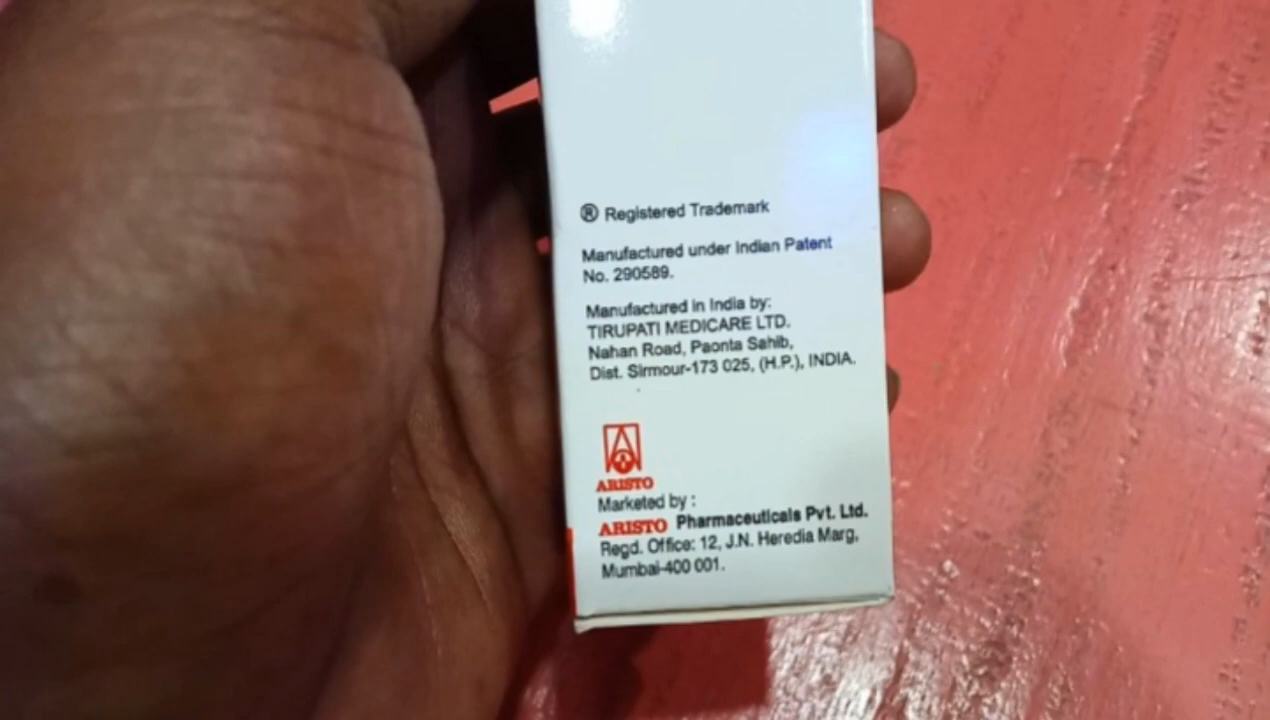 ® Registered Trademark
Manufactured under Indian Patent
No. 290589.
Manufactured in India by:
TIRUPATI MEDICARE LTD.
Nahan Road, Paonta Sahib,
Dist. Sirmour-173 025, (H.P.), INDIA.
ARISTO
Marketed by :
ARISTO Pharmaceuticals Pvt. Ltd.
Regd. Office: 12, J.N. Heredia Marg,
Mumbai-400 001.